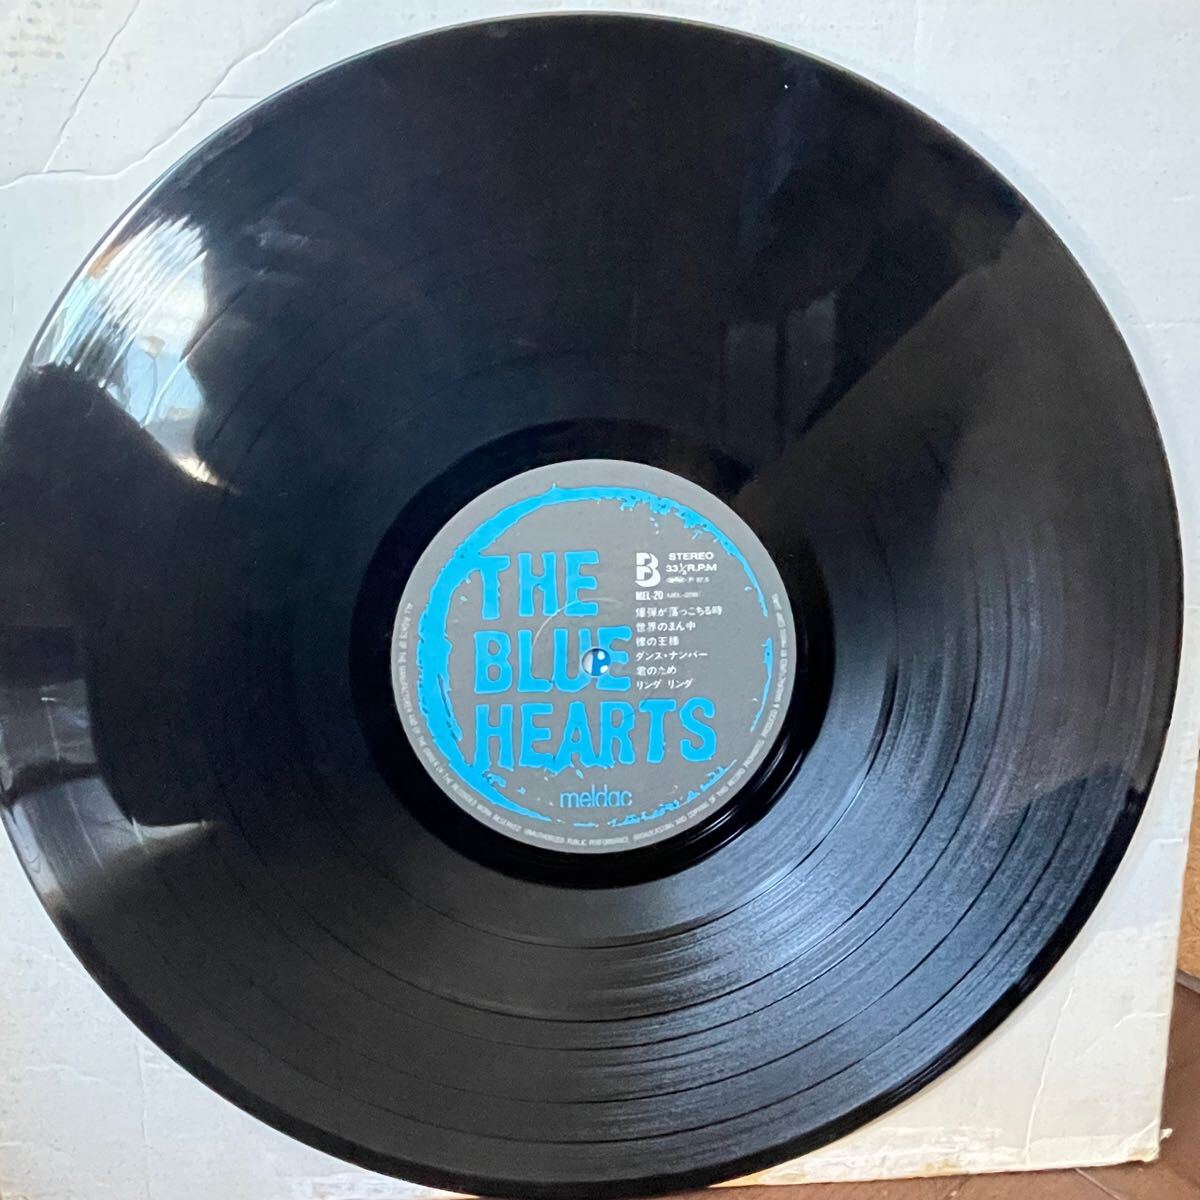 THE
BLUE
HEARTS
B
STEREO
33⅓R.P.M
MEL-20
爆弾が落っこちる時
世界のまん中
裸の王様
ダンス・ナンバー
君のため
リンダ リンダ
meldac